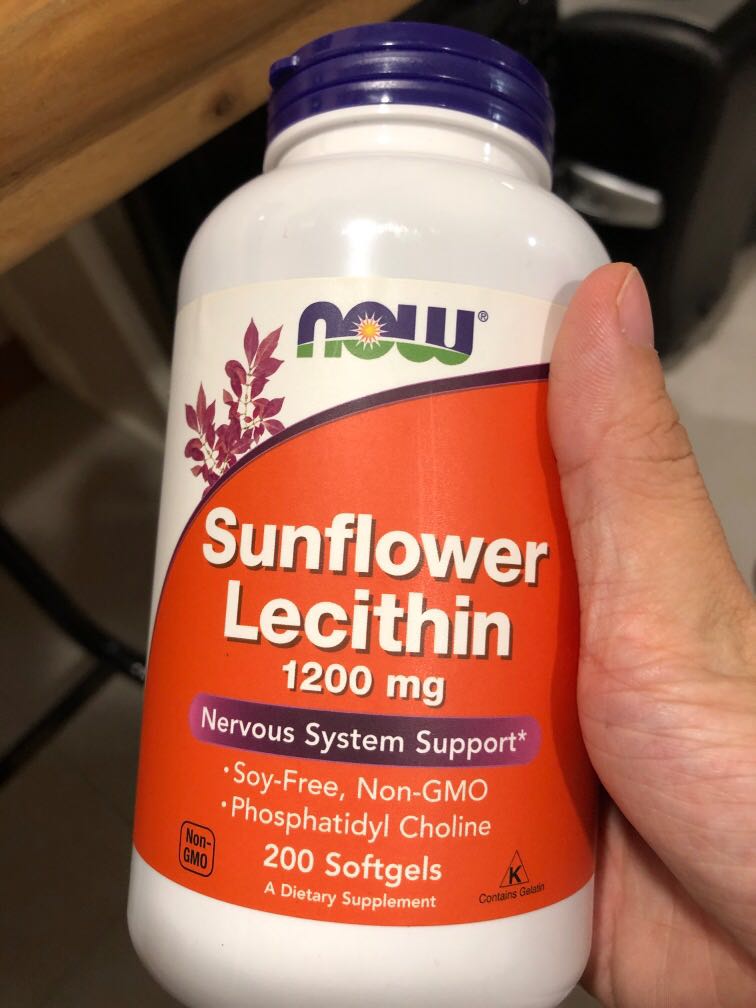 NOW®
Sunflower
Lecithin
1200 mg
Nervous System Support*
• Soy-Free, Non-GMO
• Phosphatidyl Choline
200 Softgels
A Dietary Supplement
Non-
GMO
K
Contains Gelatin